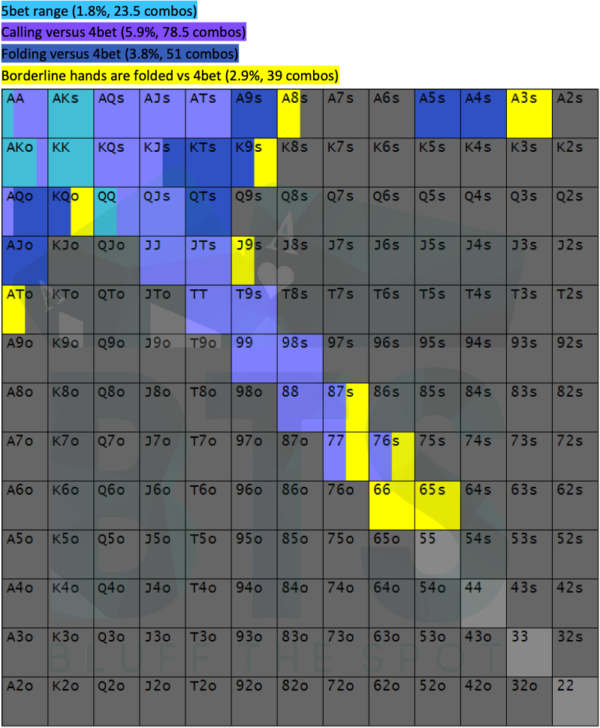 5bet range (1.8%, 23.5 combos)
Calling versus 4bet (5.9%, 78.5 combos)
Folding versus 4bet (3.8%, 51 combos)
Borderline hands are folded vs 4bet (2.9%, 39 combos)
AA AKs AQs AJs ATs A9s A8s A7s A6s A5s A4s A3s A2s
AKo KK KQs KJs KTs K9s K8s K7s K6s K5s K4s K3s K2s
AQo KQo QQ QJs QTs Q9s Q8s Q7s Q6s Q5s Q4s Q3s Q2s
AJo KJo QJo JJ JTs J9s J8s J7s J6s J5s J4s J3s J2s
ATo KTo QTo JTo TT T9s T8s T7s T6s T5s T4s T3s T2s
A9o K9o Q9o J9o T9o 99 98s 97s 96s 95s 94s 93s 92s
A8o K8o Q8o J8o T8o 98o 88 87s 86s 85s 84s 83s 82s
A7o K7o Q7o J7o T7o 97o 87o 77 76s 75s 74s 73s 72s
A6o K6o Q6o J6o T6o 96o 86o 76o 66 65s 64s 63s 62s
A5o K5o Q5o J5o T5o 95o 85o 75o 65o 55 54s 53s 52s
A4o K4o Q4o J4o T4o 94o 84o 74o 64o 54o 44 43s 42s
A3o K3o Q3o J3o T3o 93o 83o 73o 63o 53o 43o 33 32s
A2o K2o Q2o J2o T2o 92o 82o 72o 62o 52o 42o 32o 22
BTS
BLUFF THE SPOT